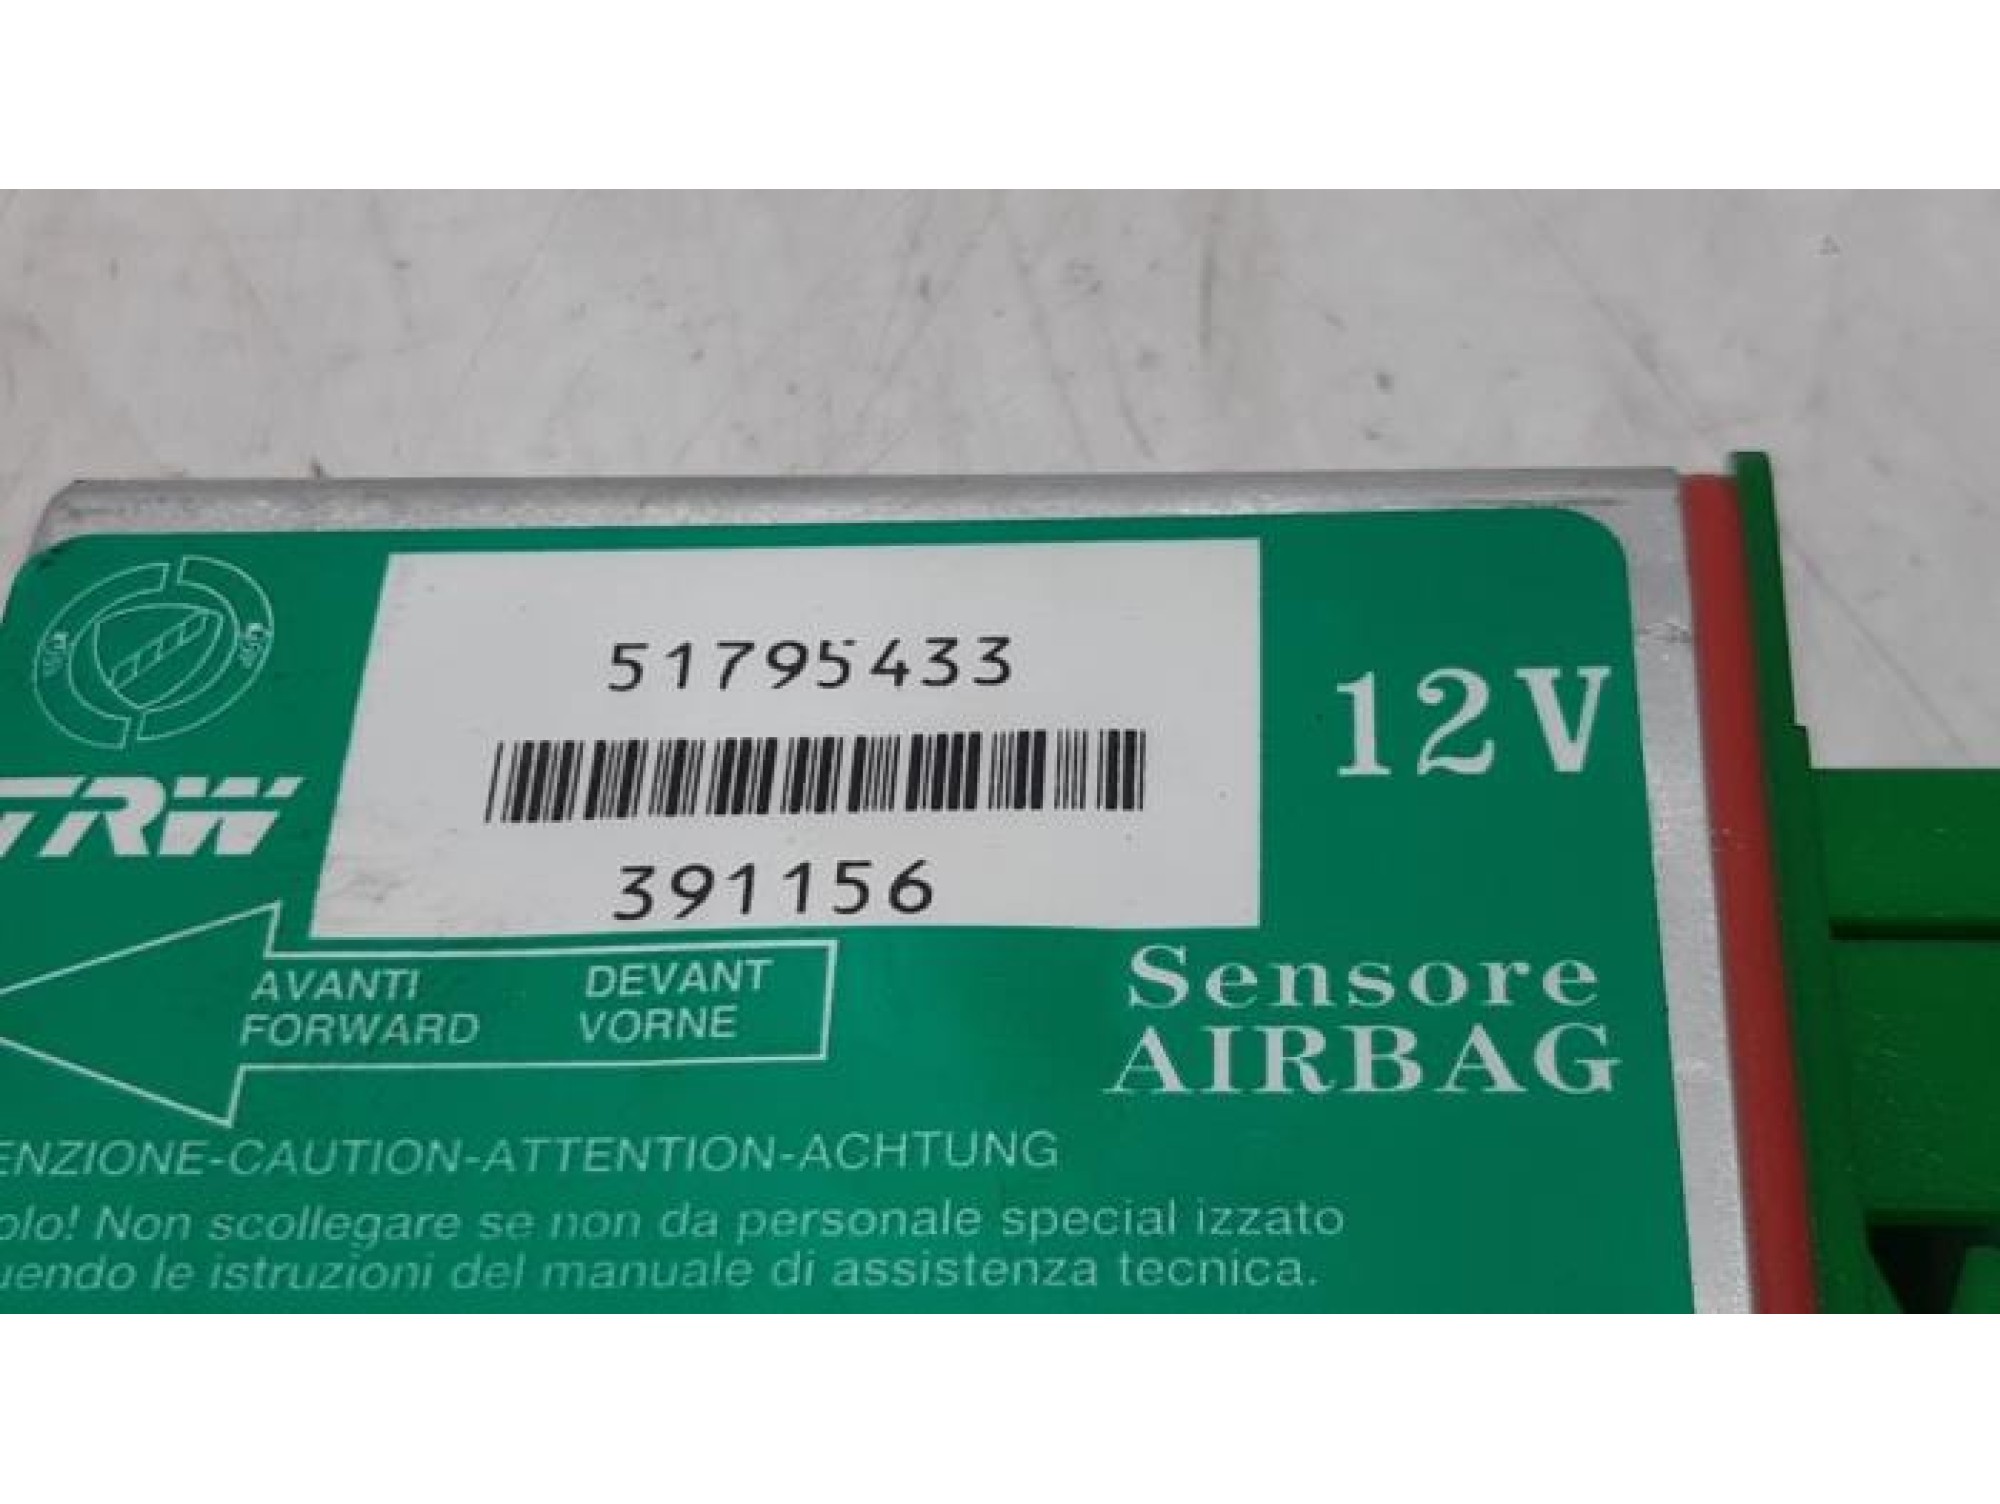 51795433
12V
TRW
391156
Sensore
AIRBAG
AVANTI DEVANT
FORWARD VORNE
ENZIONE-CAUTION-ATTENTION-ACHTUNG
olo! Non scollegare se non da personale special izzato
uendo le istruzioni del manuale di assistenza tecnica.